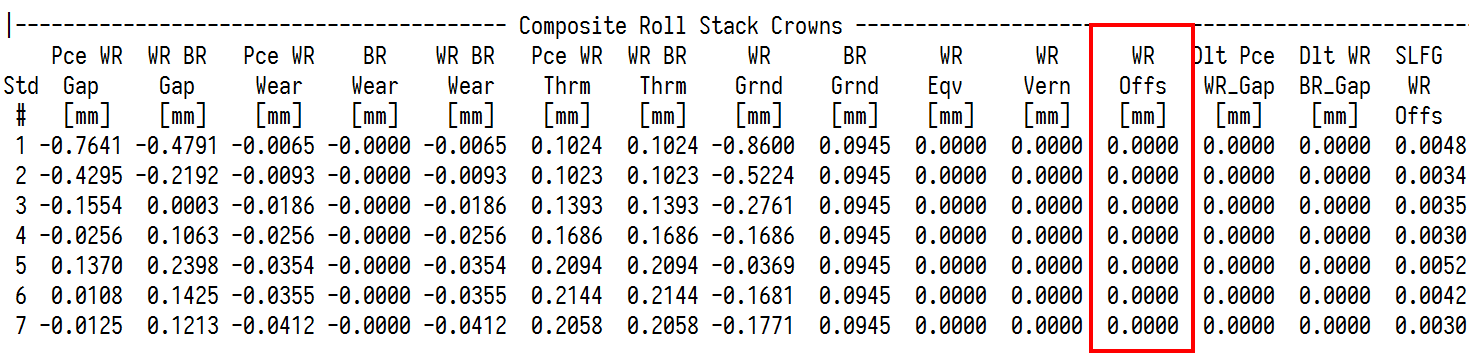 |----------------------------------------- Composite Roll Stack Crowns ---------------------------------------------------
Pce WR WR BR Pce WR BR WR BR Pce WR WR BR WR BR WR WR WR Dlt Pce Dlt WR SLFG
Std Gap Gap Wear Wear Wear Thrm Thrm Grnd Grnd Eqv Vern Offs WR_Gap BR_Gap WR
# [mm] [mm] [mm] [mm] [mm] [mm] [mm] [mm] [mm] [mm] [mm] [mm] [mm] [mm] Offs
1 -0.7641 -0.4791 -0.0065 -0.0000 -0.0065 0.1024 0.1024 -0.8600 0.0945 0.0000 0.0000 0.0000 0.0000 0.0000 0.0048
2 -0.4295 -0.2192 -0.0093 -0.0000 -0.0093 0.1023 0.1023 -0.5224 0.0945 0.0000 0.0000 0.0000 0.0000 0.0000 0.0034
3 -0.1554 0.0003 -0.0186 -0.0000 -0.0186 0.1393 0.1393 -0.2761 0.0945 0.0000 0.0000 0.0000 0.0000 0.0000 0.0035
4 -0.0256 0.1063 -0.0256 -0.0000 -0.0256 0.1686 0.1686 -0.1686 0.0945 0.0000 0.0000 0.0000 0.0000 0.0000 0.0030
5 0.1370 0.2398 -0.0354 -0.0000 -0.0354 0.2094 0.2094 -0.0369 0.0945 0.0000 0.0000 0.0000 0.0000 0.0000 0.0052
6 0.0108 0.1425 -0.0355 -0.0000 -0.0355 0.2144 0.2144 -0.1681 0.0945 0.0000 0.0000 0.0000 0.0000 0.0000 0.0042
7 -0.0125 0.1213 -0.0412 -0.0000 -0.0412 0.2058 0.2058 -0.1771 0.0945 0.0000 0.0000 0.0000 0.0000 0.0000 0.0030